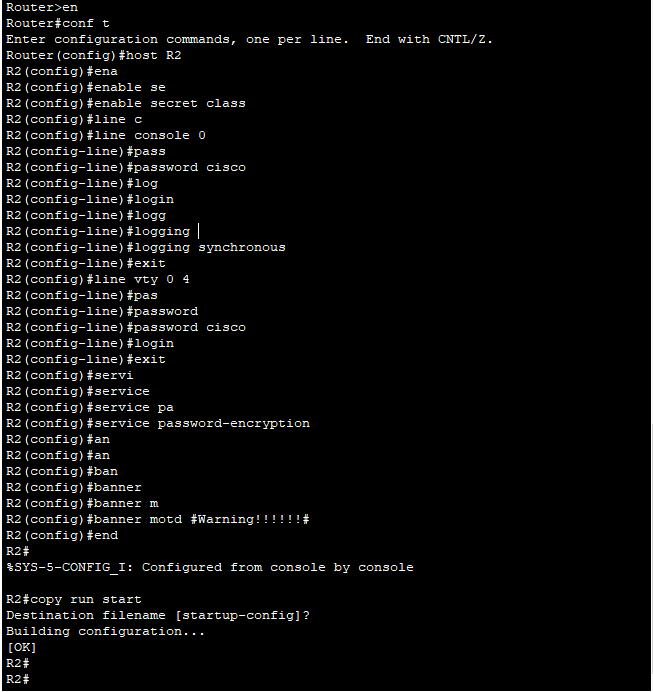 Router>en
Router#conf t
Enter configuration commands, one per line.  End with CNTL/Z.
Router(config)#host R2
R2(config)#ena
R2(config)#enable se
R2(config)#enable secret class
R2(config)#line c
R2(config)#line console 0
R2(config-line)#pass
R2(config-line)#password cisco
R2(config-line)#log
R2(config-line)#login
R2(config-line)#logg
R2(config-line)#logging
R2(config-line)#logging synchronous
R2(config-line)#exit
R2(config)#line vty 0 4
R2(config-line)#pas
R2(config-line)#password
R2(config-line)#password cisco
R2(config-line)#login
R2(config-line)#exit
R2(config)#servi
R2(config)#service
R2(config)#service pa
R2(config)#service password-encryption
R2(config)#an
R2(config)#an
R2(config)#ban
R2(config)#banner
R2(config)#banner m
R2(config)#banner motd #Warning!!!!!!#
R2(config)#end
R2#
%SYS-5-CONFIG_I: Configured from console by console

R2#copy run start
Destination filename [startup-config]?
Building configuration...
[OK]
R2#
R2#